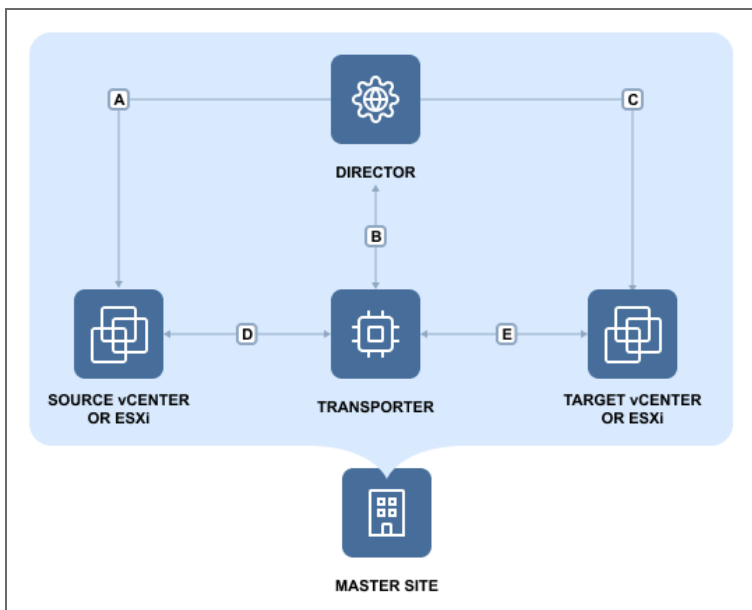 A
C
DIRECTOR
B
D
E
SOURCE vCENTER
OR ESXi
TRANSPORTER
TARGET vCENTER
OR ESXi
MASTER SITE